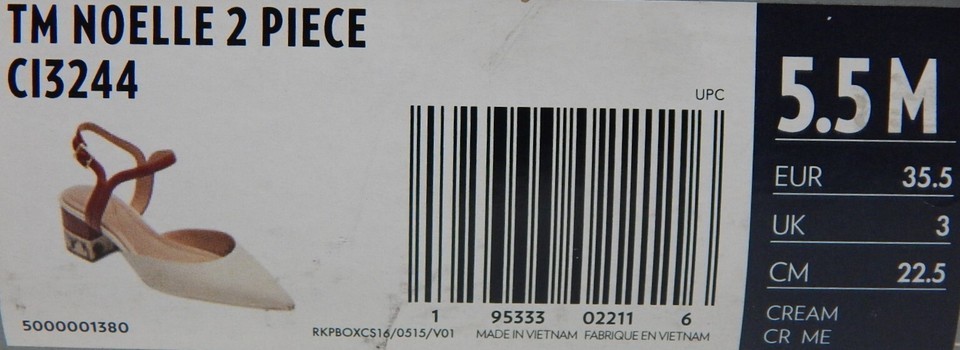 TM NOELLE 2 PIECE
CI3244
UPC
1 95333 02211 6
5000001380
RKPBOXCS16/0515/V01 MADE IN VIETNAM FABRIQUE EN VIETNAM
5.5 M
EUR 35.5
UK 3
CM 22.5
CREAM
CR ME